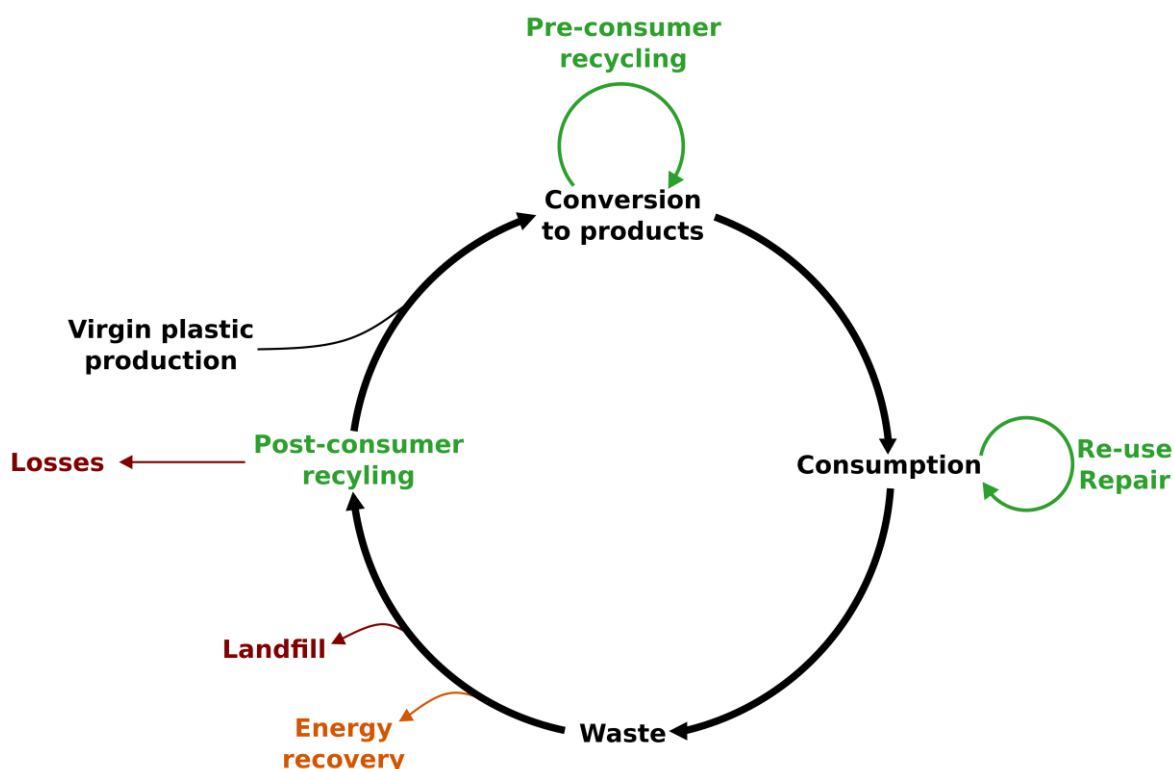 Pre-consumer
recycling
Conversion
to products
Virgin plastic
production
Post-consumer
recyling
Losses
Consumption
Re-use
Repair
Landfill
Energy
recovery
Waste